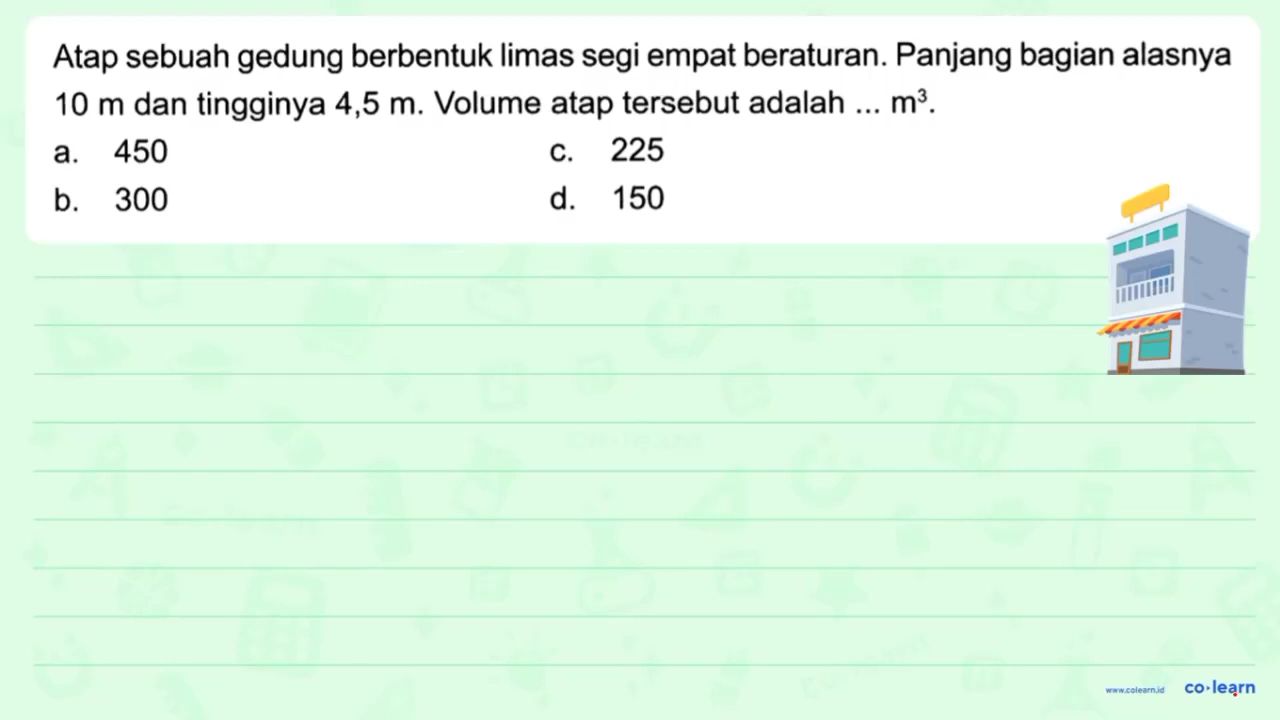 Atap sebuah gedung berbentuk limas segi empat beraturan. Panjang bagian alasnya
10 m dan tingginya 4,5 m. Volume atap tersebut adalah ... m³.
a. 450 c. 225
b. 300 d. 150
www.colearn.id co·learn